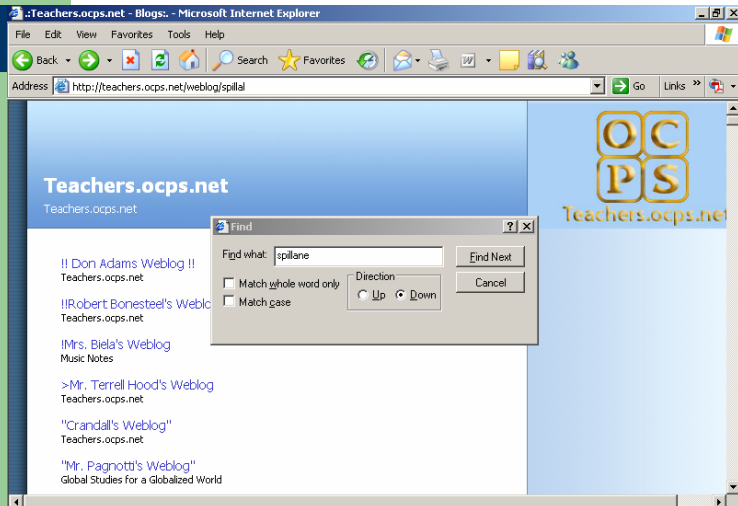 .:Teachers.ocps.net - Blogs:. - Microsoft Internet Explorer
File Edit View Favorites Tools Help
Back Search Favorites
Address http://teachers.ocps.net/weblog/spillal Go Links »
OC
PS
Teachers.ocps.net
Teachers.ocps.net
Teachers.ocps.net
Find
Find what: spillane Find Next
Match whole word only Direction Cancel
Match case Up Down
!! Don Adams Weblog !!
Teachers.ocps.net
!!Robert Bonesteel's Weblo
Teachers.ocps.net
!Mrs. Biela's Weblog
Music Notes
>Mr. Terrell Hood's Weblog
Teachers.ocps.net
"Crandall's Weblog"
Teachers.ocps.net
"Mr. Pagnotti's Weblog"
Global Studies for a Globalized World